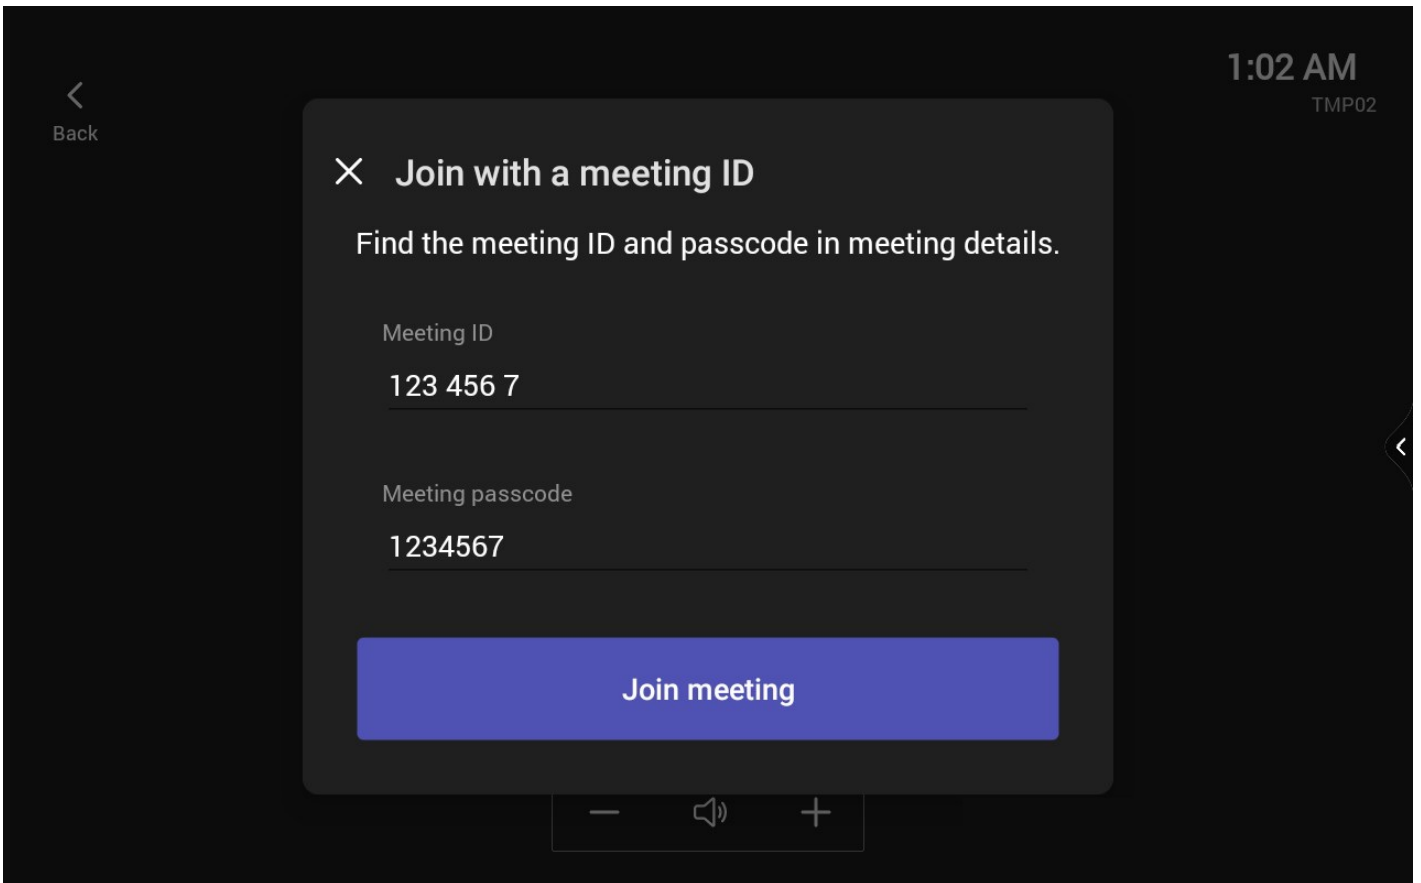 1:02 AM
TMP02
Back
Join with a meeting ID
Find the meeting ID and passcode in meeting details.
Meeting ID
123 456 7
Meeting passcode
1234567
Join meeting